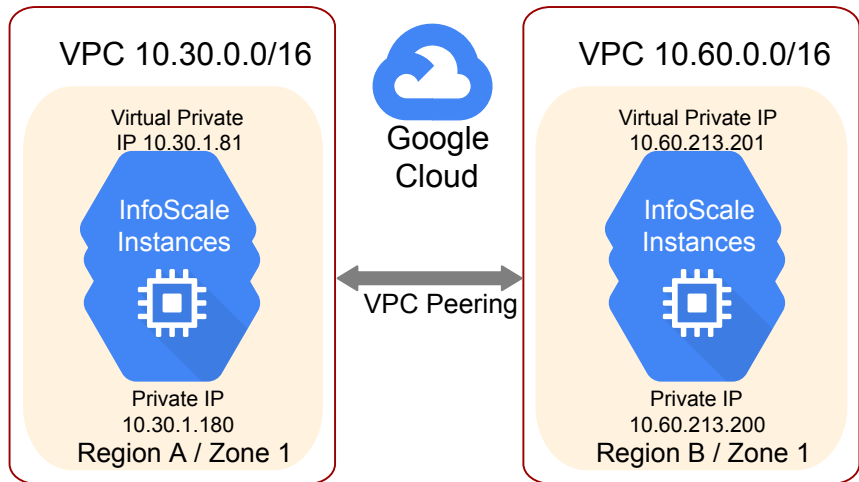 VPC 10.30.0.0/16
Virtual Private
IP 10.30.1.81
InfoScale
Instances
Private IP
10.30.1.180
Region A / Zone 1
Google
Cloud
VPC Peering
VPC 10.60.0.0/16
Virtual Private IP
10.60.213.201
InfoScale
Instances
Private IP
10.60.213.200
Region B / Zone 1